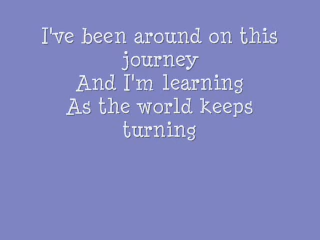 I've been around on this
journey
And I'm learning
As the world keeps
turning